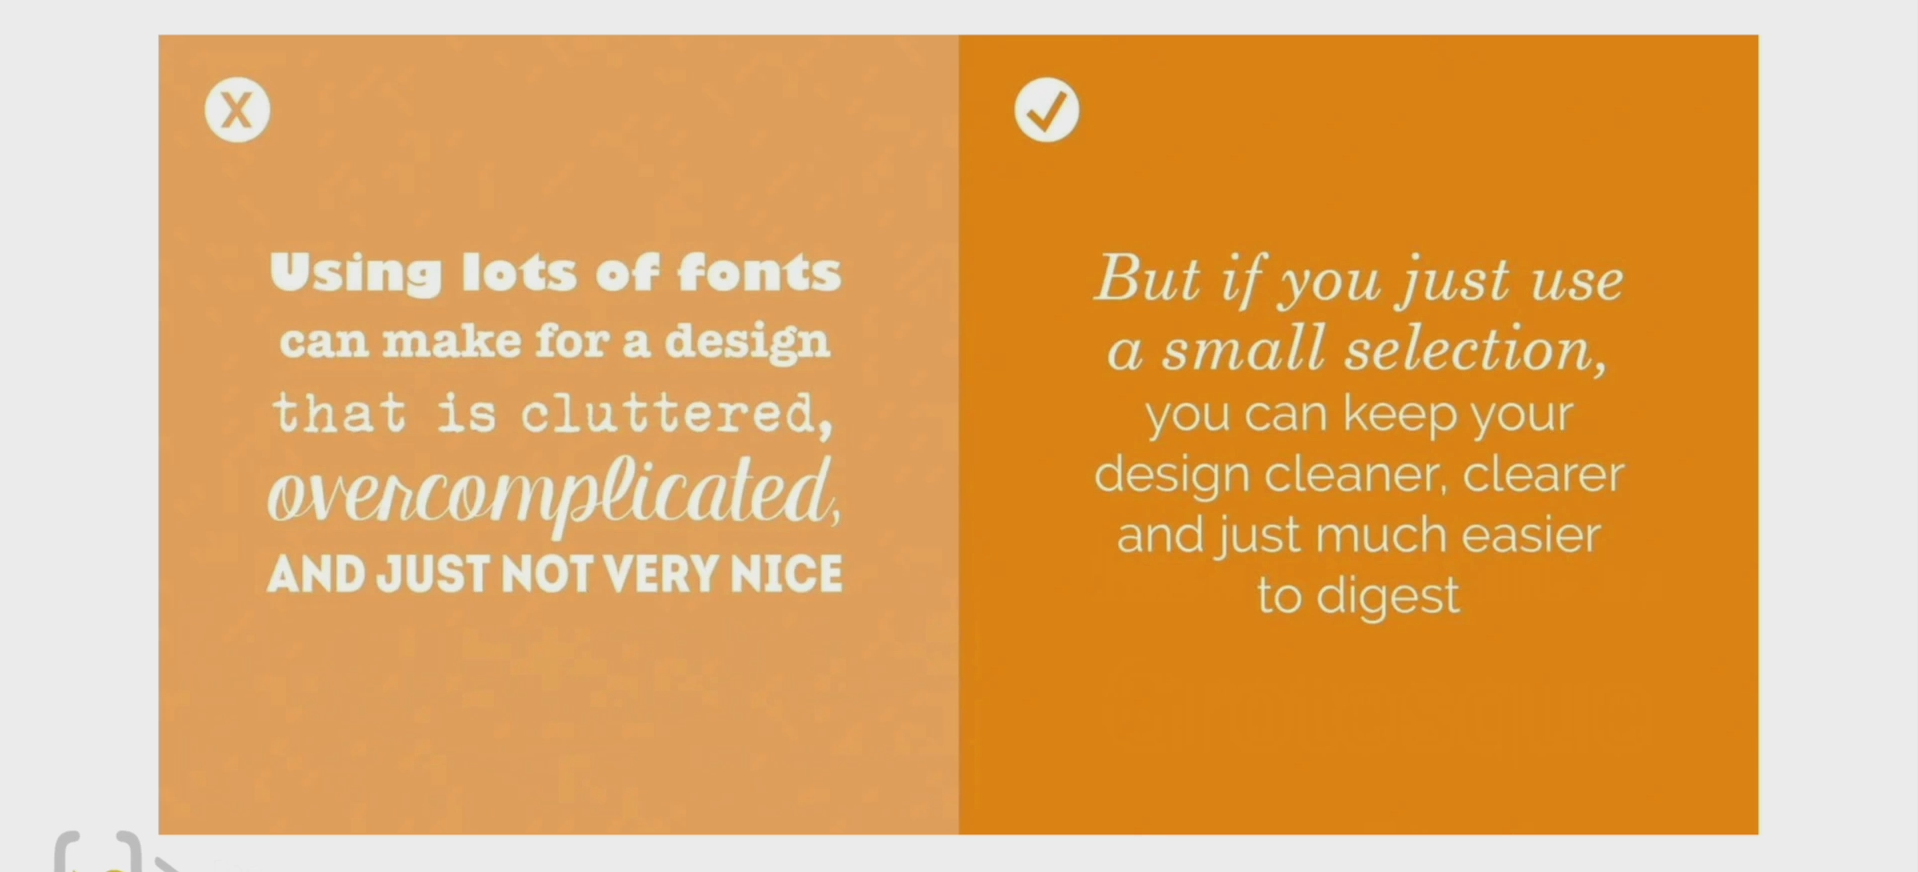 X
Using lots of fonts
can make for a design
that is cluttered,
overcomplicated,
AND JUST NOT VERY NICE
But if you just use
a small selection,
you can keep your
design cleaner, clearer
and just much easier
to digest